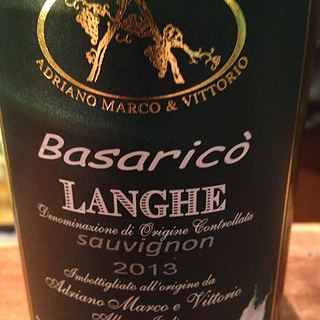 ADRIANO MARCO & VITTORIO
Basaricò
LANGHE
Denominazione di Origine Controllata
sauvignon
2013
Imbottigliato all'origine da
Adriano Marco e Vittorio